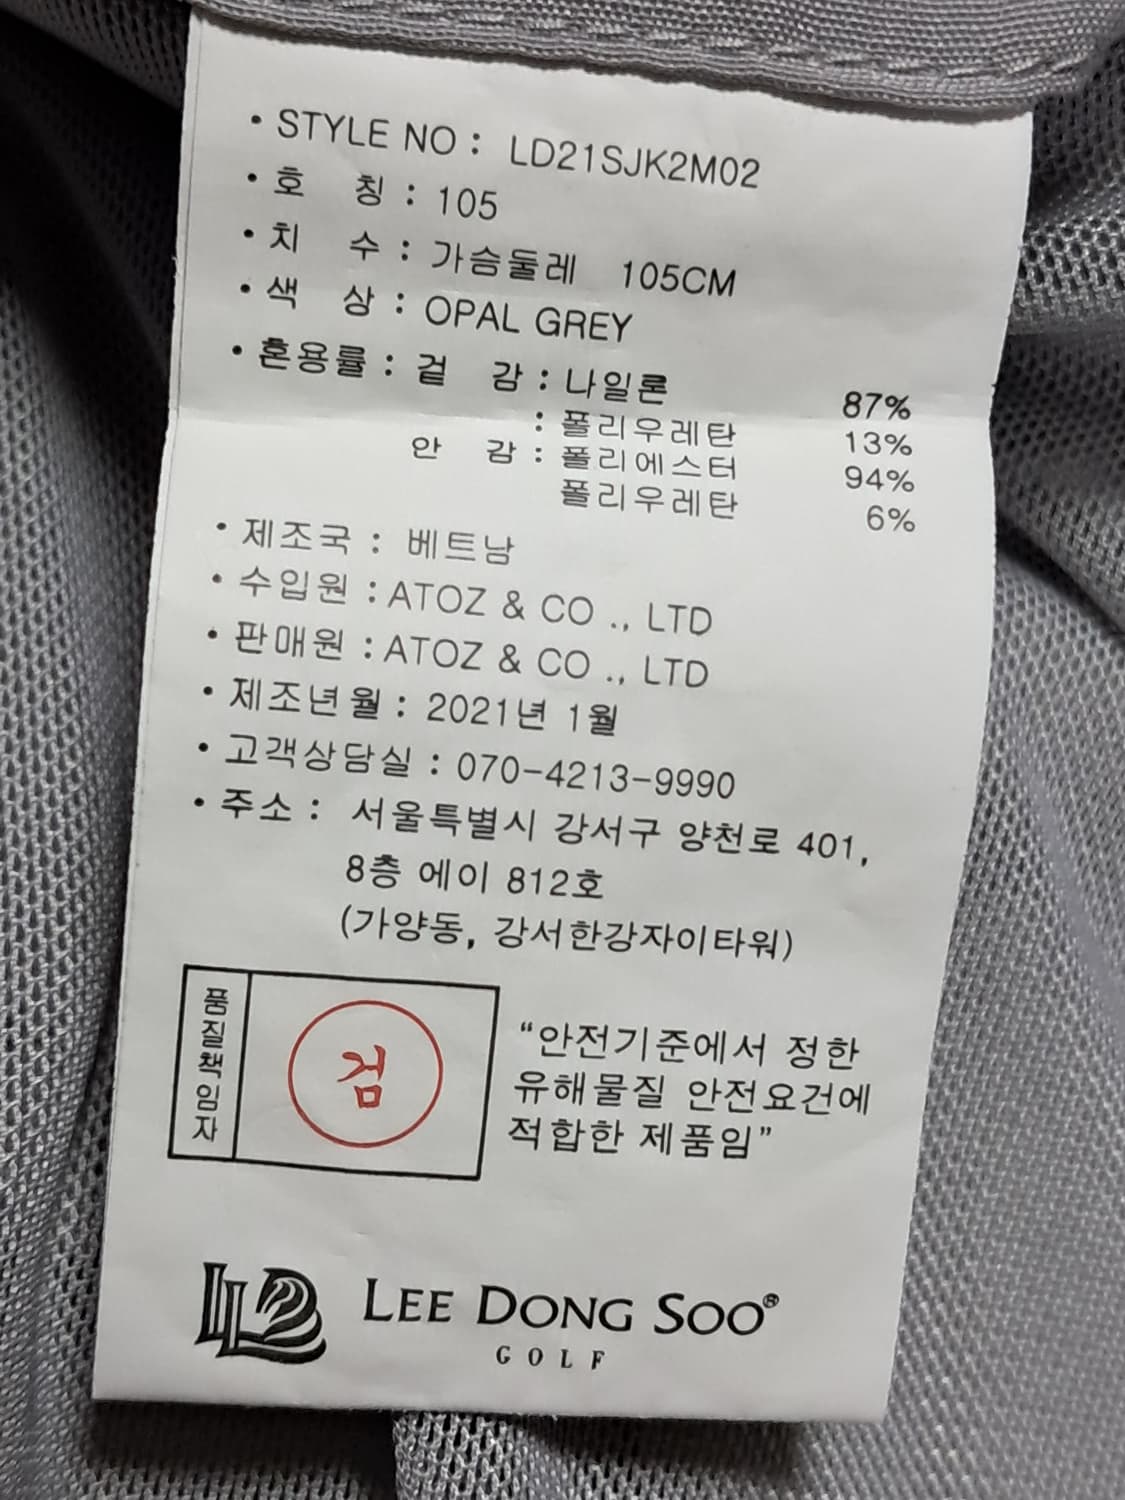 • STYLE NO : LD21SJK2M02
• 호 칭 : 105
• 치 수 : 가슴둘레 105CM
• 색 상 : OPAL GREY
• 혼용률 : 겉 감 : 나일론 87%
: 폴리우레탄 13%
안 감 : 폴리에스터 94%
폴리우레탄 6%
• 제조국 : 베트남
• 수입원 : ATOZ & CO ., LTD
• 판매원 : ATOZ & CO ., LTD
• 제조년월 : 2021년 1월
• 고객상담실 : 070-4213-9990
• 주소 : 서울특별시 강서구 양천로 401,
8층 에이 812호
(가양동, 강서한강자이타워)
품질책임자
검
“안전기준에서 정한
유해물질 안전요건에
적합한 제품임”
LD LEE DONG SOO®
GOLF